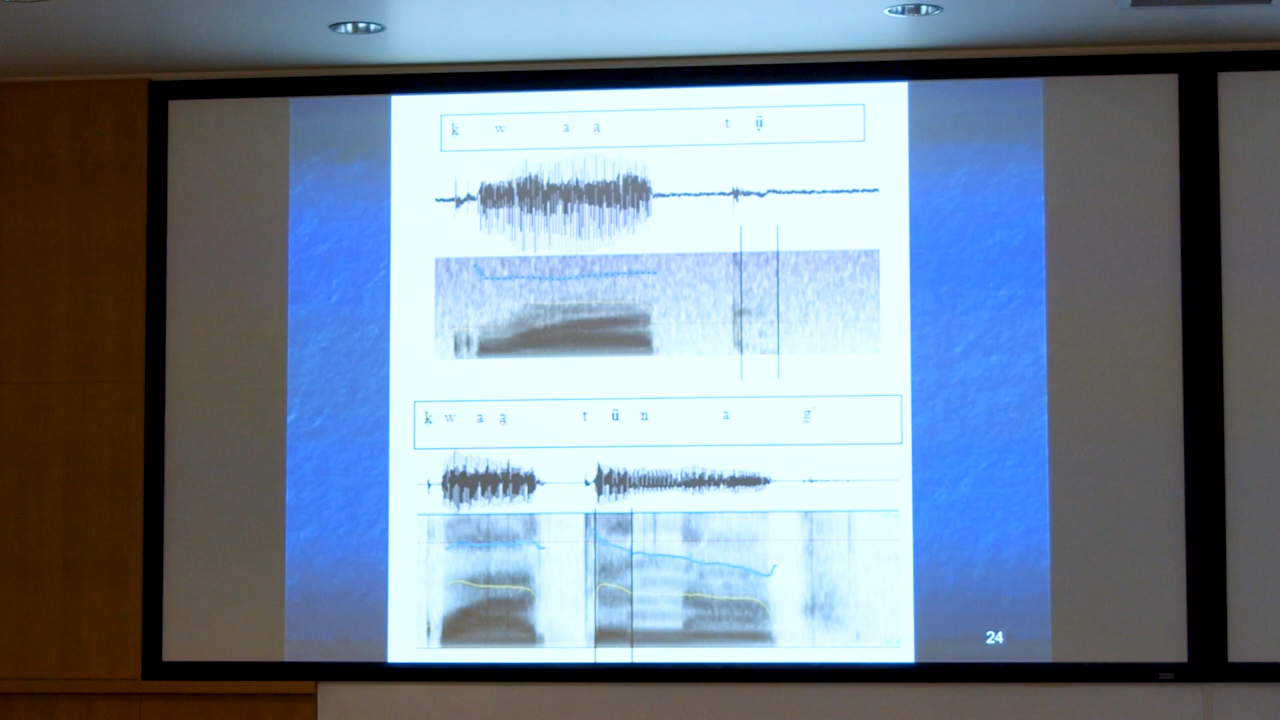 k̲ w a a̲ t ṳ̈
k̲ w a a̲ t ü n a g
24